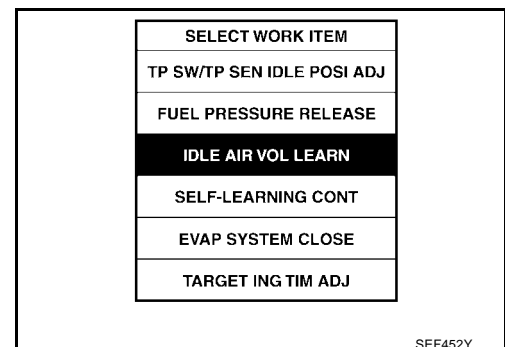 SELECT WORK ITEM
TP SW/TP SEN IDLE POSI ADJ
FUEL PRESSURE RELEASE
IDLE AIR VOL LEARN
SELF-LEARNING CONT
EVAP SYSTEM CLOSE
TARGET ING TIM ADJ
SEF452Y